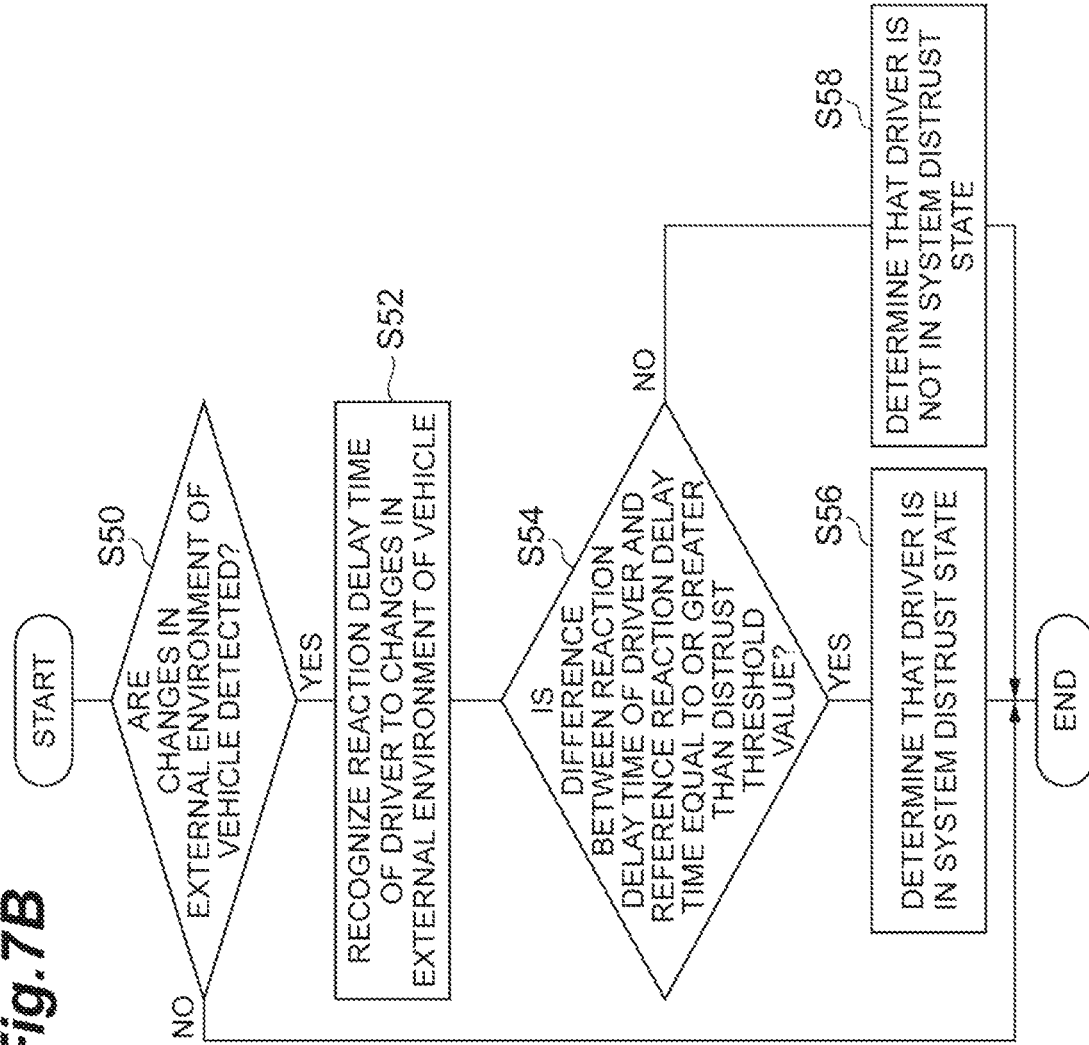 Fig.7B
START
S50
ARE
CHANGES IN
EXTERNAL ENVIRONMENT OF
VEHICLE DETECTED?
NO
YES
S52
RECOGNIZE REACTION DELAY TIME
OF DRIVER TO CHANGES IN
EXTERNAL ENVIRONMENT OF VEHICLE
S54
IS
DIFFERENCE
BETWEEN REACTION
DELAY TIME OF DRIVER AND
REFERENCE REACTION DELAY
TIME EQUAL TO OR GREATER
THAN DISTRUST
THRESHOLD
VALUE?
NO
YES
S56
DETERMINE THAT DRIVER IS
IN SYSTEM DISTRUST STATE
S58
DETERMINE THAT DRIVER IS
NOT IN SYSTEM DISTRUST
STATE
END